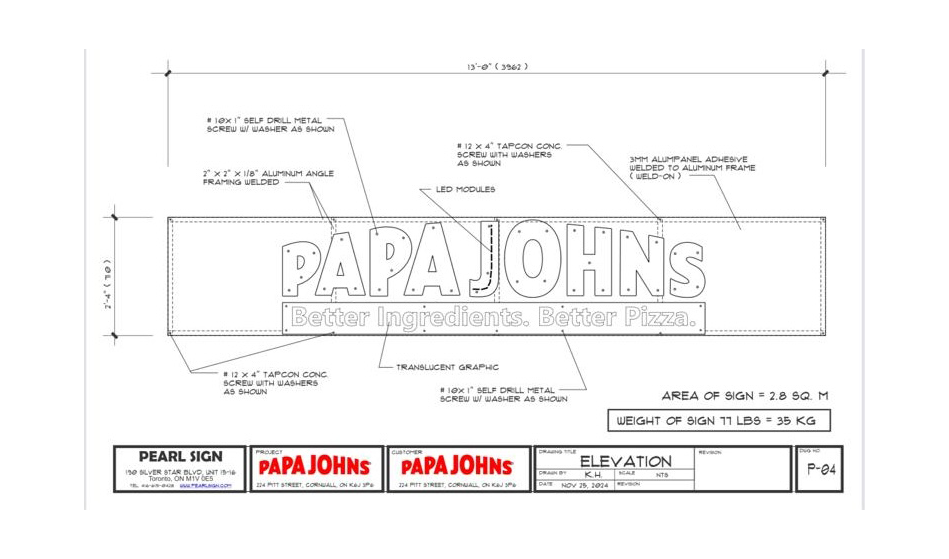 13'-0" ( 3962 )
# 10X 1" SELF DRILL METAL
SCREW W/ WASHER AS SHOWN
# 12 X 4" TAPCON CONC.
SCREW WITH WASHERS
AS SHOWN
3MM ALUMPANEL ADHESIVE
WELDED TO ALUMINUM FRAME
( WELD-ON )
2" X 2" X 1/8" ALUMINUM ANGLE
FRAMING WELDED
LED MODULES
2'-4"
PAPA JOHNS
Better Ingredients. Better Pizza.
TRANSLUCENT GRAPHIC
# 12 X 4" TAPCON CONC.
SCREW WITH WASHERS
AS SHOWN
# 10X 1" SELF DRILL METAL
SCREW W/ WASHER AS SHOWN
AREA OF SIGN = 2.8 SQ. M
WEIGHT OF SIGN 77 LBS = 35 KG
PEARL SIGN
SILVER STAR BLVD, UNIT 15-16
Toronto, ON M1V 0E5
WWW.PEARLSIGN.COM
PROJECT
PAPA JOHNS
224 PITT STREET, CORNWALL, ON K6J 3P6
CUSTOMER
PAPA JOHNS
224 PITT STREET, CORNWALL, ON K6J 3P6
DRAWING TITLE
ELEVATION
DRAWN BY K.H. SCALE NTS
DATE NOV 25, 2024 REVISION
REVISION
DWG NO
P-04